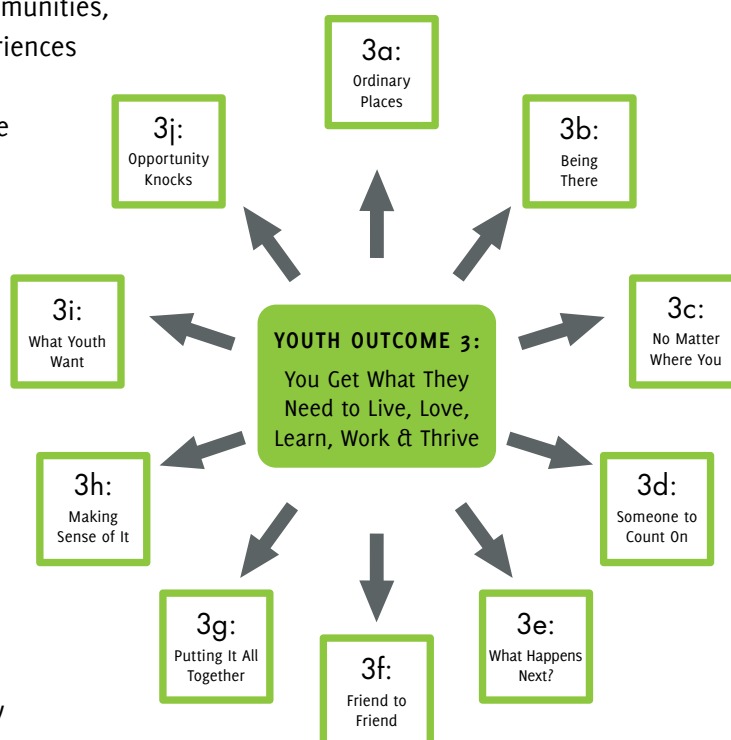 munities,
riences
e
y
3a:
Ordinary
Places
3b:
Being
There
3c:
No Matter
Where You
3d:
Someone to
Count On
3e:
What Happens
Next?
3f:
Friend to
Friend
3g:
Putting It All
Together
3h:
Making
Sense of It
3i:
What Youth
Want
3j:
Opportunity
Knocks
YOUTH OUTCOME 3:
You Get What They
Need to Live, Love,
Learn, Work & Thrive